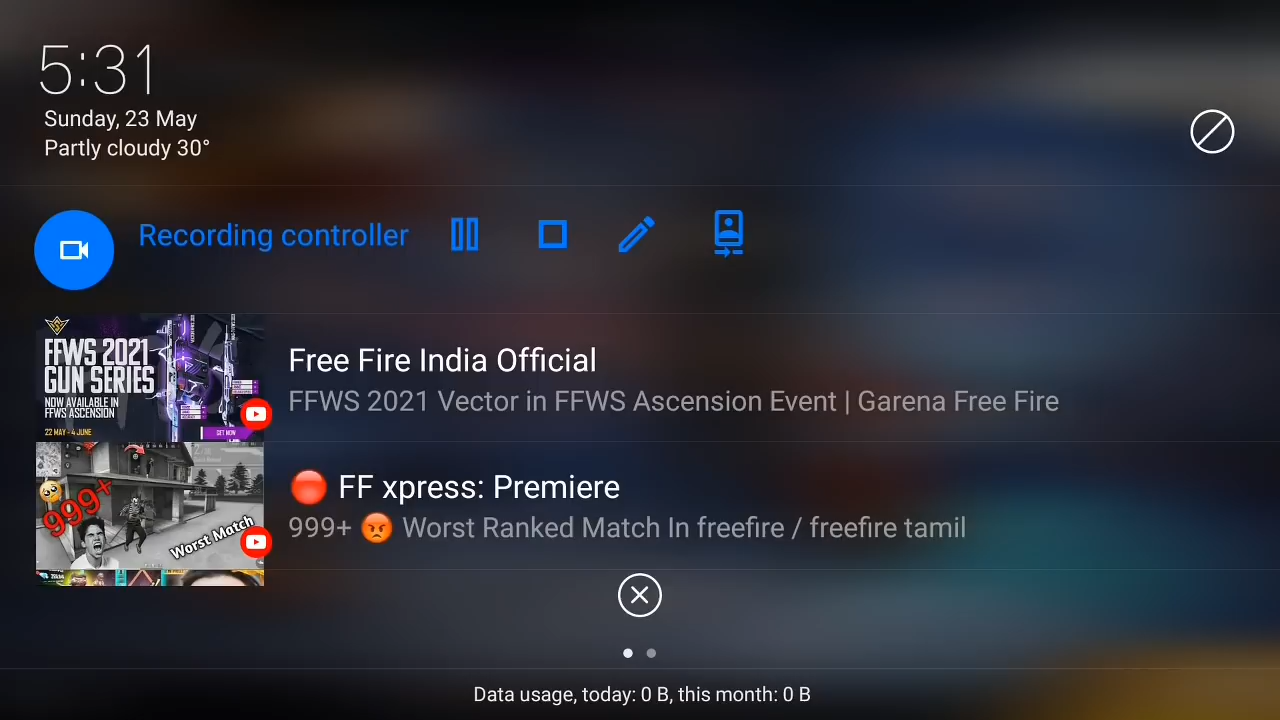 5:31
Sunday, 23 May
Partly cloudy 30°
Recording controller
FFWS 2021
GUN SERIES
NOW AVAILABLE IN
FFWS ASCENSION
22 MAY - 4 JUNE
GET NOW
Free Fire India Official
FFWS 2021 Vector in FFWS Ascension Event | Garena Free Fire
999+
Worst Match
🔴 FF xpress: Premiere
999+ 😡 Worst Ranked Match In freefire / freefire tamil
Data usage, today: 0 B, this month: 0 B